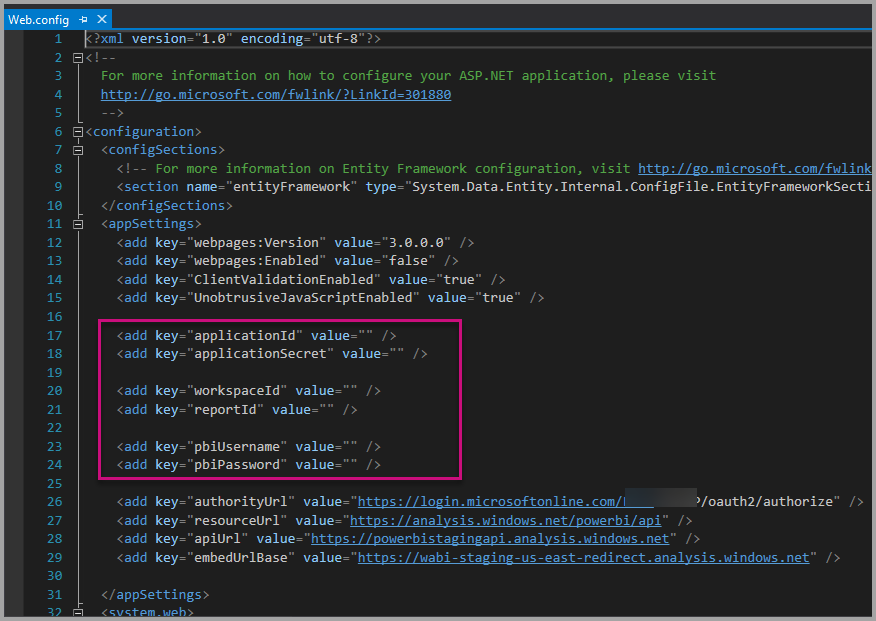 Web.config
1 <?xml version="1.0" encoding="utf-8"?>
2 <!--
3 For more information on how to configure your ASP.NET application, please visit
4 http://go.microsoft.com/fwlink/?LinkId=301880
5 -->
6 <configuration>
7 <configSections>
8 <!-- For more information on Entity Framework configuration, visit http://go.microsoft.com/fwlink
9 <section name="entityFramework" type="System.Data.Entity.Internal.ConfigFile.EntityFrameworkSecti
10 </configSections>
11 <appSettings>
12 <add key="webpages:Version" value="3.0.0.0" />
13 <add key="webpages:Enabled" value="false" />
14 <add key="ClientValidationEnabled" value="true" />
15 <add key="UnobtrusiveJavaScriptEnabled" value="true" />
16
17 <add key="applicationId" value="" />
18 <add key="applicationSecret" value="" />
19
20 <add key="workspaceId" value="" />
21 <add key="reportId" value="" />
22
23 <add key="pbiUsername" value="" />
24 <add key="pbiPassword" value="" />
25
26 <add key="authorityUrl" value="https://login.microsoftonline.com/ /oauth2/authorize" />
27 <add key="resourceUrl" value="https://analysis.windows.net/powerbi/api" />
28 <add key="apiUrl" value="https://powerbistagingapi.analysis.windows.net" />
29 <add key="embedUrlBase" value="https://wabi-staging-us-east-redirect.analysis.windows.net" />
30
31 </appSettings>
32 <system.web>